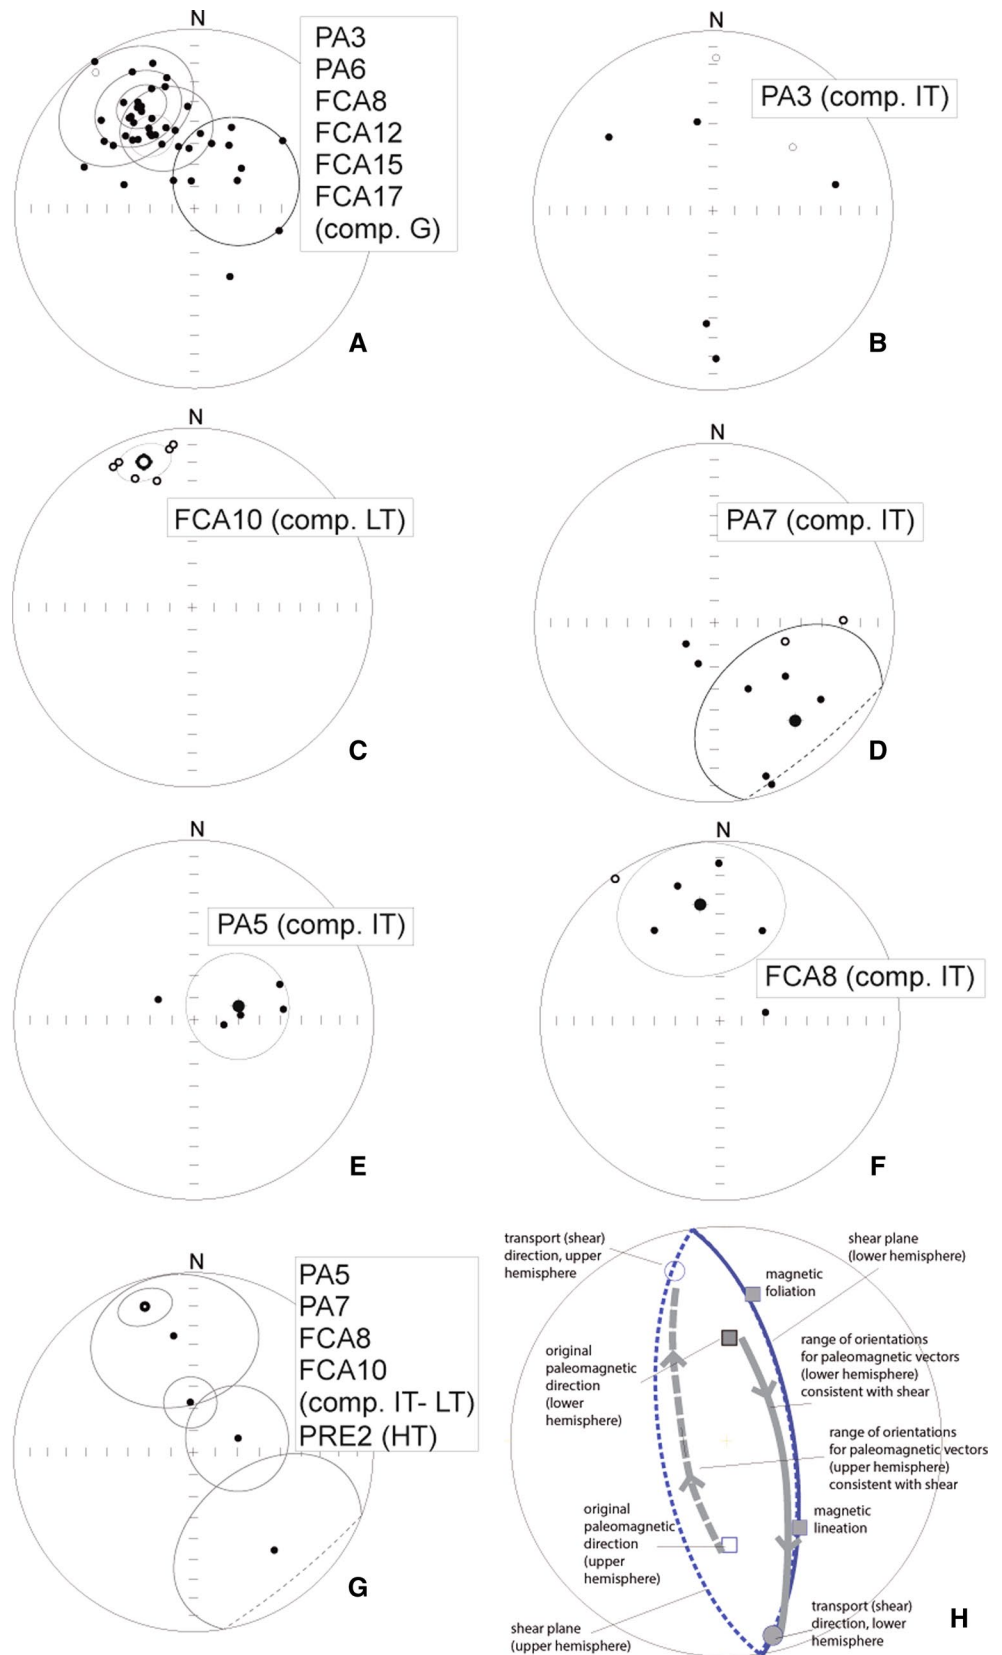 N
PA3
PA6
FCA8
FCA12
FCA15
FCA17
(comp. G)
A
N
PA3 (comp. IT)
B
N
FCA10 (comp. LT)
C
N
PA7 (comp. IT)
D
N
PA5 (comp. IT)
E
N
FCA8 (comp. IT)
F
N
PA5
PA7
FCA8
FCA10
(comp. IT- LT)
PRE2 (HT)
G
transport (shear)
direction, upper
hemisphere
shear plane
(lower hemisphere)
magnetic
foliation
original
paleomagnetic
direction
(lower
hemisphere)
range of orientations
for paleomagnetic vectors
(lower hemisphere)
consistent with shear
range of orientations
for paleomagnetic vectors
(upper hemisphere)
consistent with shear
original
paleomagnetic
direction
(upper
hemisphere)
magnetic
lineation
transport (shear)
direction, lower
hemisphere
shear plane
(upper hemisphere)
H